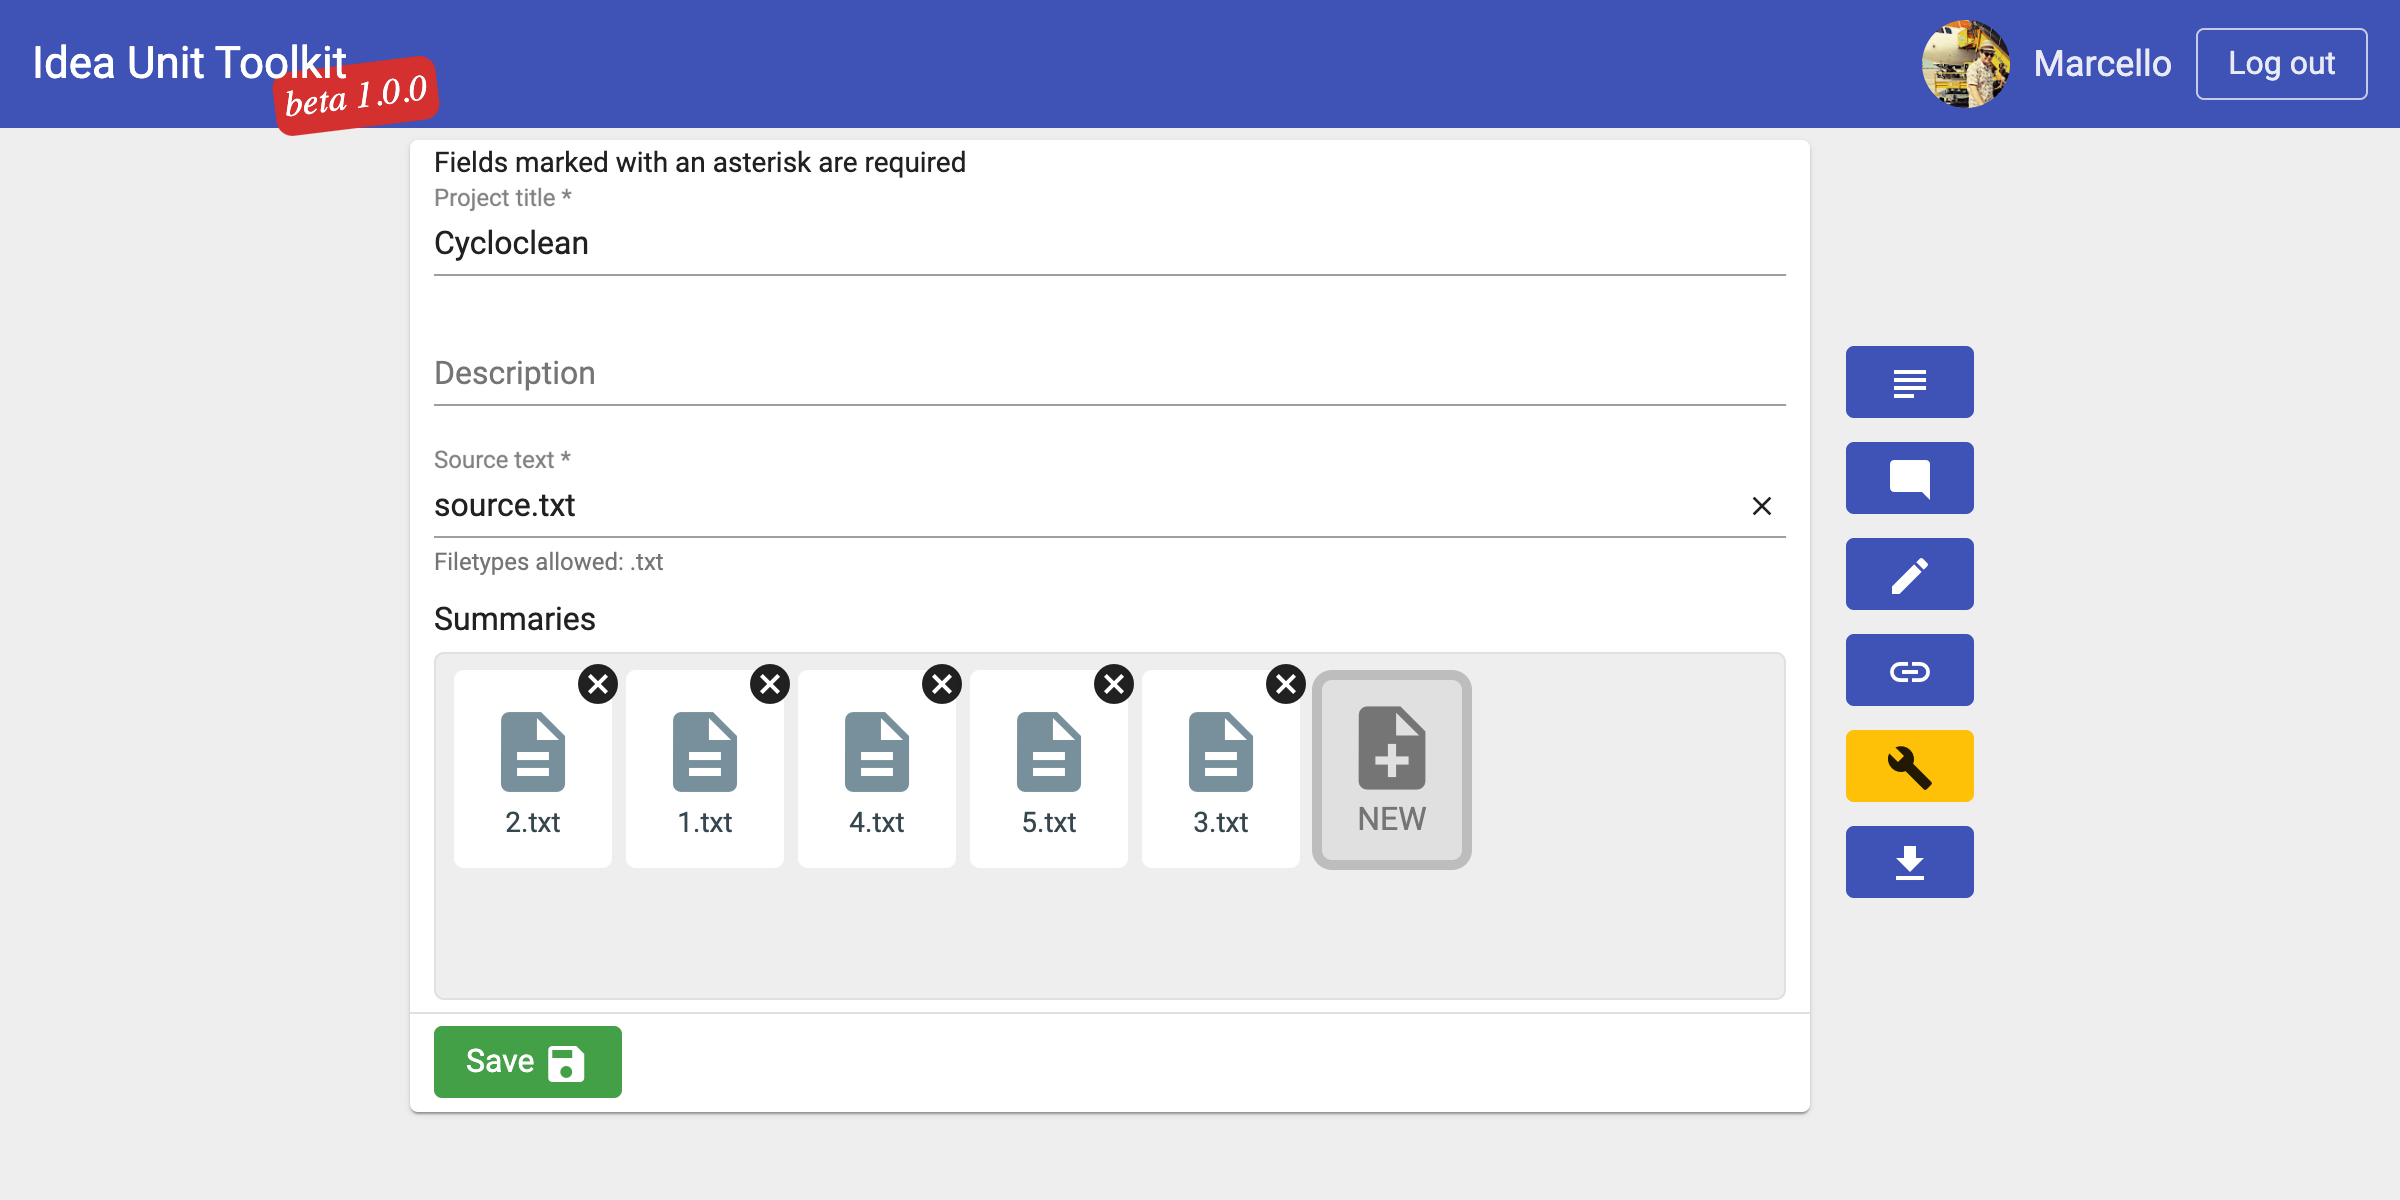 Idea Unit Toolkit
beta 1.0.0
Marcello
Log out
Fields marked with an asterisk are required
Project title *
Cycloclean
Description
Source text *
source.txt
Filetypes allowed: .txt
Summaries
2.txt
1.txt
4.txt
5.txt
3.txt
NEW
Save